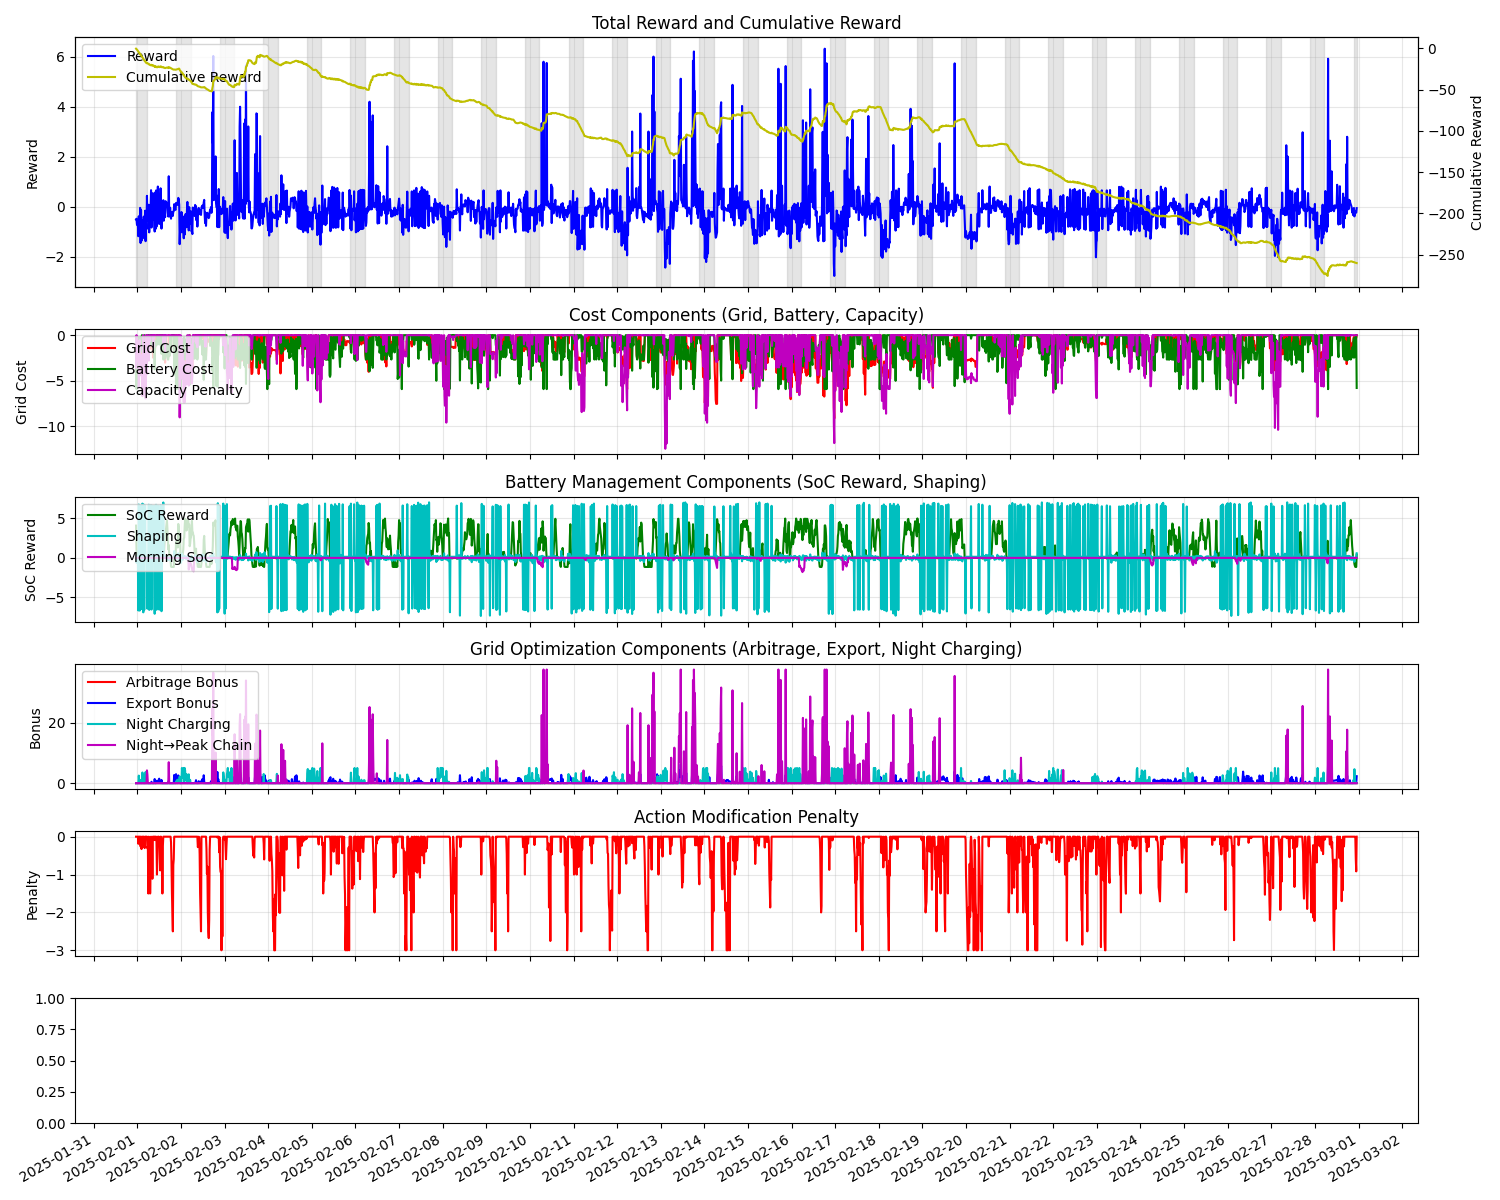 Total Reward and Cumulative Reward
Reward
Cumulative Reward
6
4
2
0
−2
Reward
0
−50
−100
−150
−200
−250
Cumulative Reward
Cost Components (Grid, Battery, Capacity)
Grid Cost
Battery Cost
Capacity Penalty
0
−5
−10
Grid Cost
Battery Management Components (SoC Reward, Shaping)
SoC Reward
Shaping
Morning SoC
5
0
−5
SoC Reward
Grid Optimization Components (Arbitrage, Export, Night Charging)
Arbitrage Bonus
Export Bonus
Night Charging
Night→Peak Chain
20
0
Bonus
Action Modification Penalty
0
−1
−2
−3
Penalty
1.00
0.75
0.50
0.25
0.00
2025-01-31
2025-02-01
2025-02-02
2025-02-03
2025-02-04
2025-02-05
2025-02-06
2025-02-07
2025-02-08
2025-02-09
2025-02-10
2025-02-11
2025-02-12
2025-02-13
2025-02-14
2025-02-15
2025-02-16
2025-02-17
2025-02-18
2025-02-19
2025-02-20
2025-02-21
2025-02-22
2025-02-23
2025-02-24
2025-02-25
2025-02-26
2025-02-27
2025-02-28
2025-03-01
2025-03-02